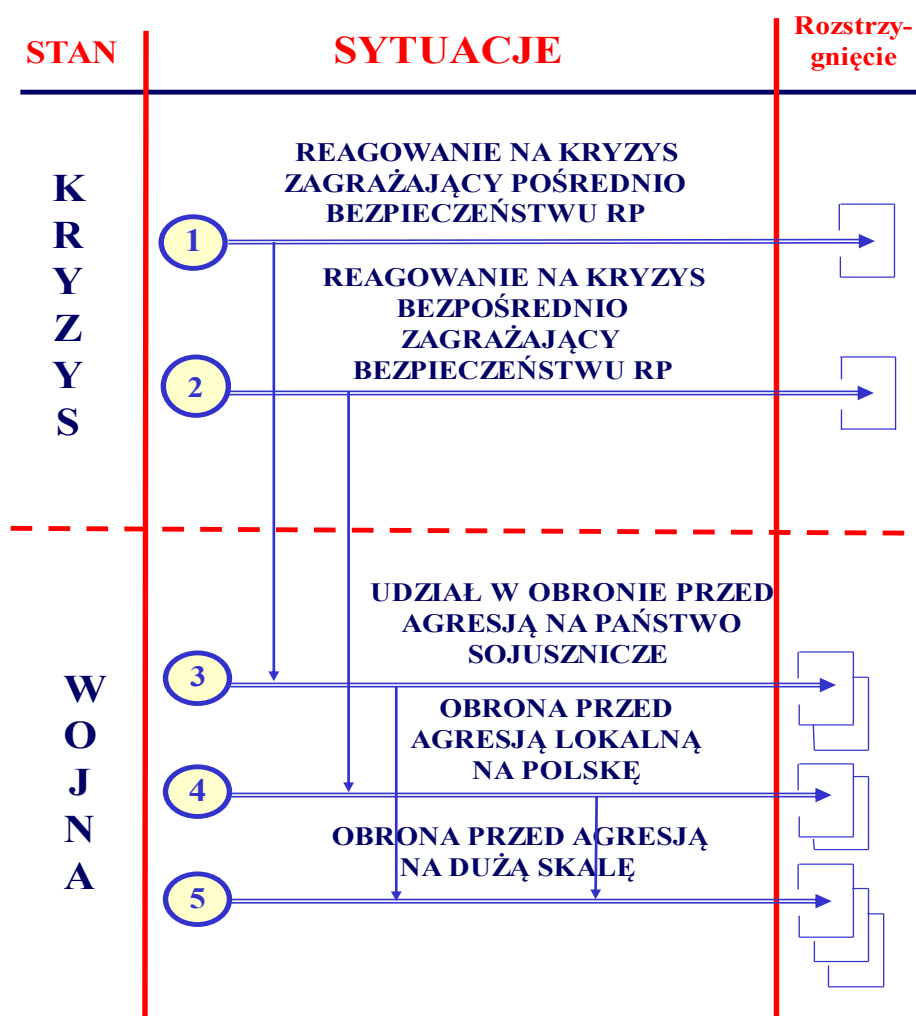 STAN
SYTUACJE
Rozstrzy-
gnięcie
KRYZYS
REAGOWANIE NA KRYZYS
ZAGRAŻAJĄCY POŚREDNIO
BEZPIECZEŃSTWU RP
1
REAGOWANIE NA KRYZYS
BEZPOŚREDNIO
ZAGRAŻAJĄCY
BEZPIECZEŃSTWU RP
2
WOJNA
UDZIAŁ W OBRONIE PRZED
AGRESJĄ NA PAŃSTWO
SOJUSZNICZE
3
OBRONA PRZED
AGRESJĄ LOKALNĄ
NA POLSKĘ
4
OBRONA PRZED AGRESJĄ
NA DUŻĄ SKALĘ
5